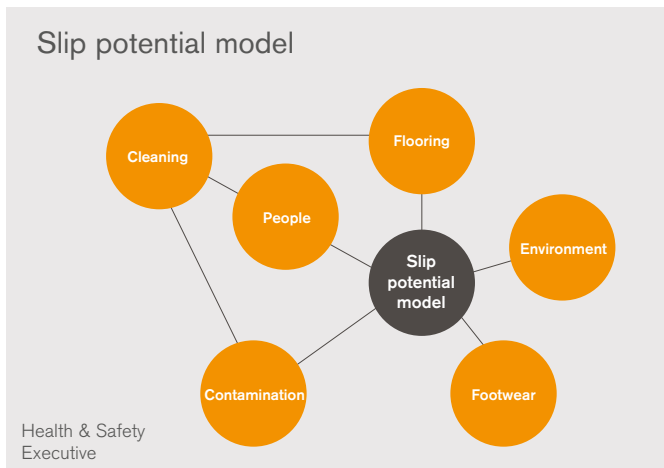 Slip potential model
Cleaning
Flooring
People
Environment
Slip
potential
model
Contamination
Footwear
Health & Safety
Executive